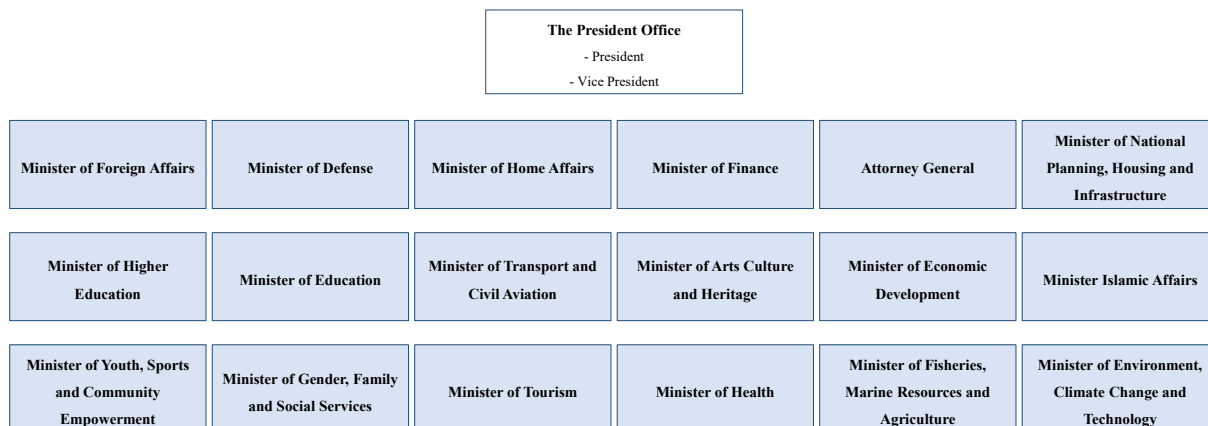 The President Office
- President
- Vice President
Minister of Foreign Affairs
Minister of Defense
Minister of Home Affairs
Minister of Finance
Attorney General
Minister of National
Planning, Housing and
Infrastructure
Minister of Higher
Education
Minister of Education
Minister of Transport and
Civil Aviation
Minister of Arts Culture
and Heritage
Minister of Economic
Development
Minister Islamic Affairs
Minister of Youth, Sports
and Community
Empowerment
Minister of Gender, Family
and Social Services
Minister of Tourism
Minister of Health
Minister of Fisheries,
Marine Resources and
Agriculture
Minister of Environment,
Climate Change and
Technology